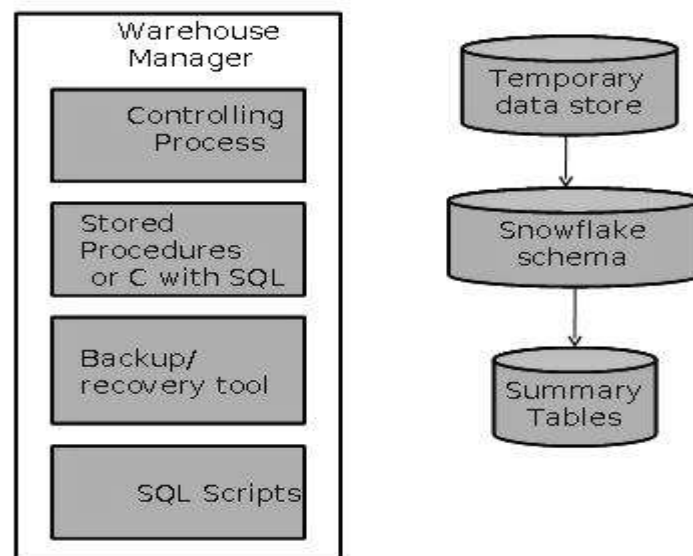 Warehouse
Manager
Controlling
Process
Stored
Procedures
or C with SQL
Backup/
recovery tool
SQL Scripts
Temporary
data store
Snowflake
schema
Summary
Tables